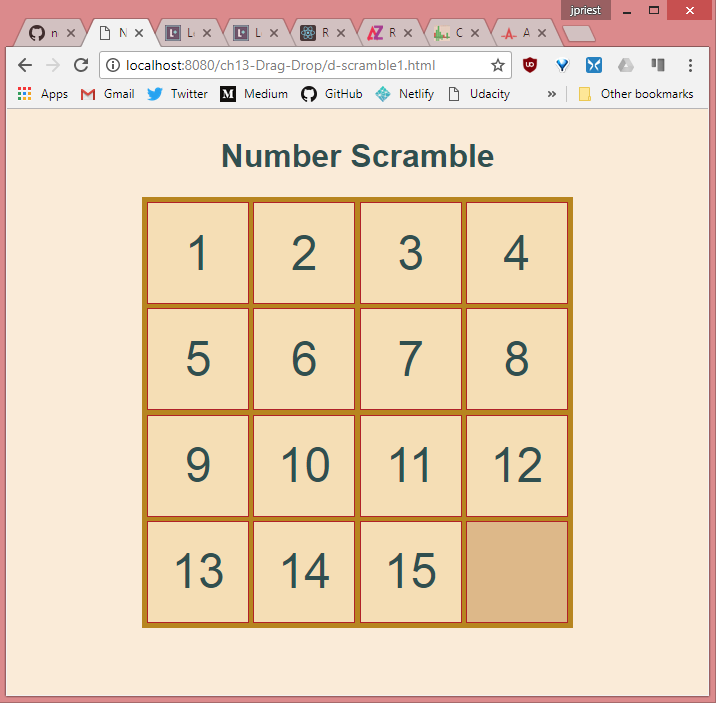 jpriest
n
N
L
L
R
R
C
A
localhost:8080/ch13-Drag-Drop/d-scramble1.html
Apps Gmail Twitter M Medium GitHub Netlify Udacity » Other bookmarks
Number Scramble
1 2 3 4
5 6 7 8
9 10 11 12
13 14 15